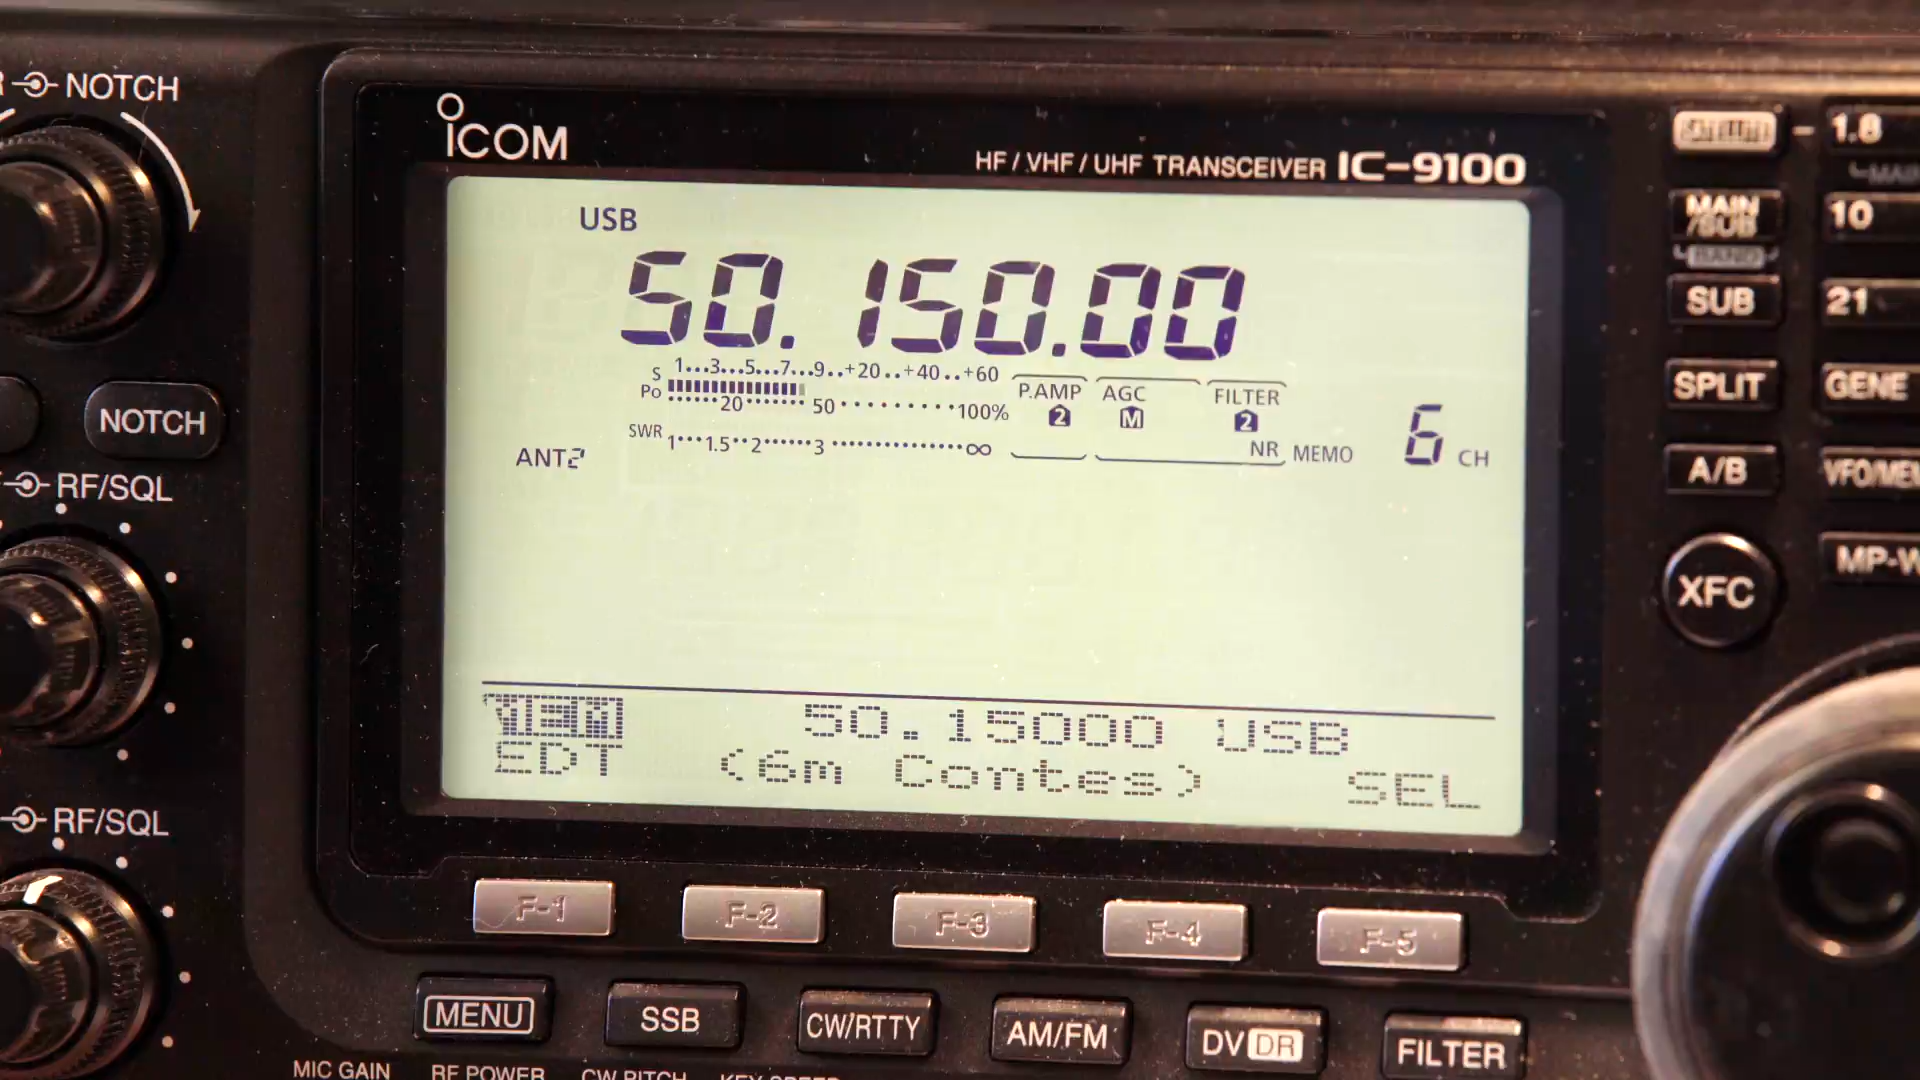 NOTCH
ICOM
HF / VHF / UHF TRANSCEIVER IC-9100
1.8
USB
MAIN/SUB
10
BAND
50.150.00
SUB
21
S 1...3...5...7...9..+20..+40..+60
Po 20 50 100%
P.AMP AGC FILTER
2 M 2
SPLIT
GENE
NOTCH
SWR 1 1.5 2 3 ∞
NR MEMO
6 CH
ANT2
A/B
RF/SQL
XFC
MP-W
MEM 50.15000 USB
EDT (6m Contes) SEL
RF/SQL
F-1 F-2 F-3 F-4 F-5
MENU SSB CW/RTTY AM/FM DV DR FILTER
MIC GAIN RF POWER CW PITCH